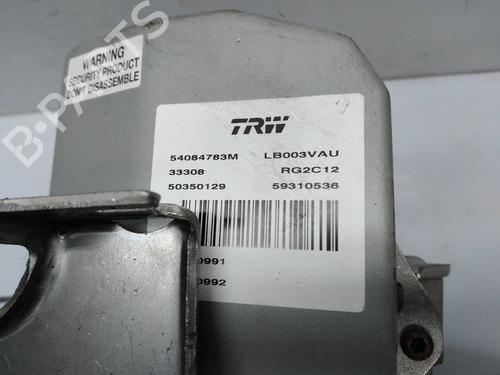 WARNING
SECURITY PRODUCT
DON'T DISASSEMBLE
B-PARTS
TRW
54084783M LB003VAU
33308 RG2C12
50350129 59310536
0991
0992